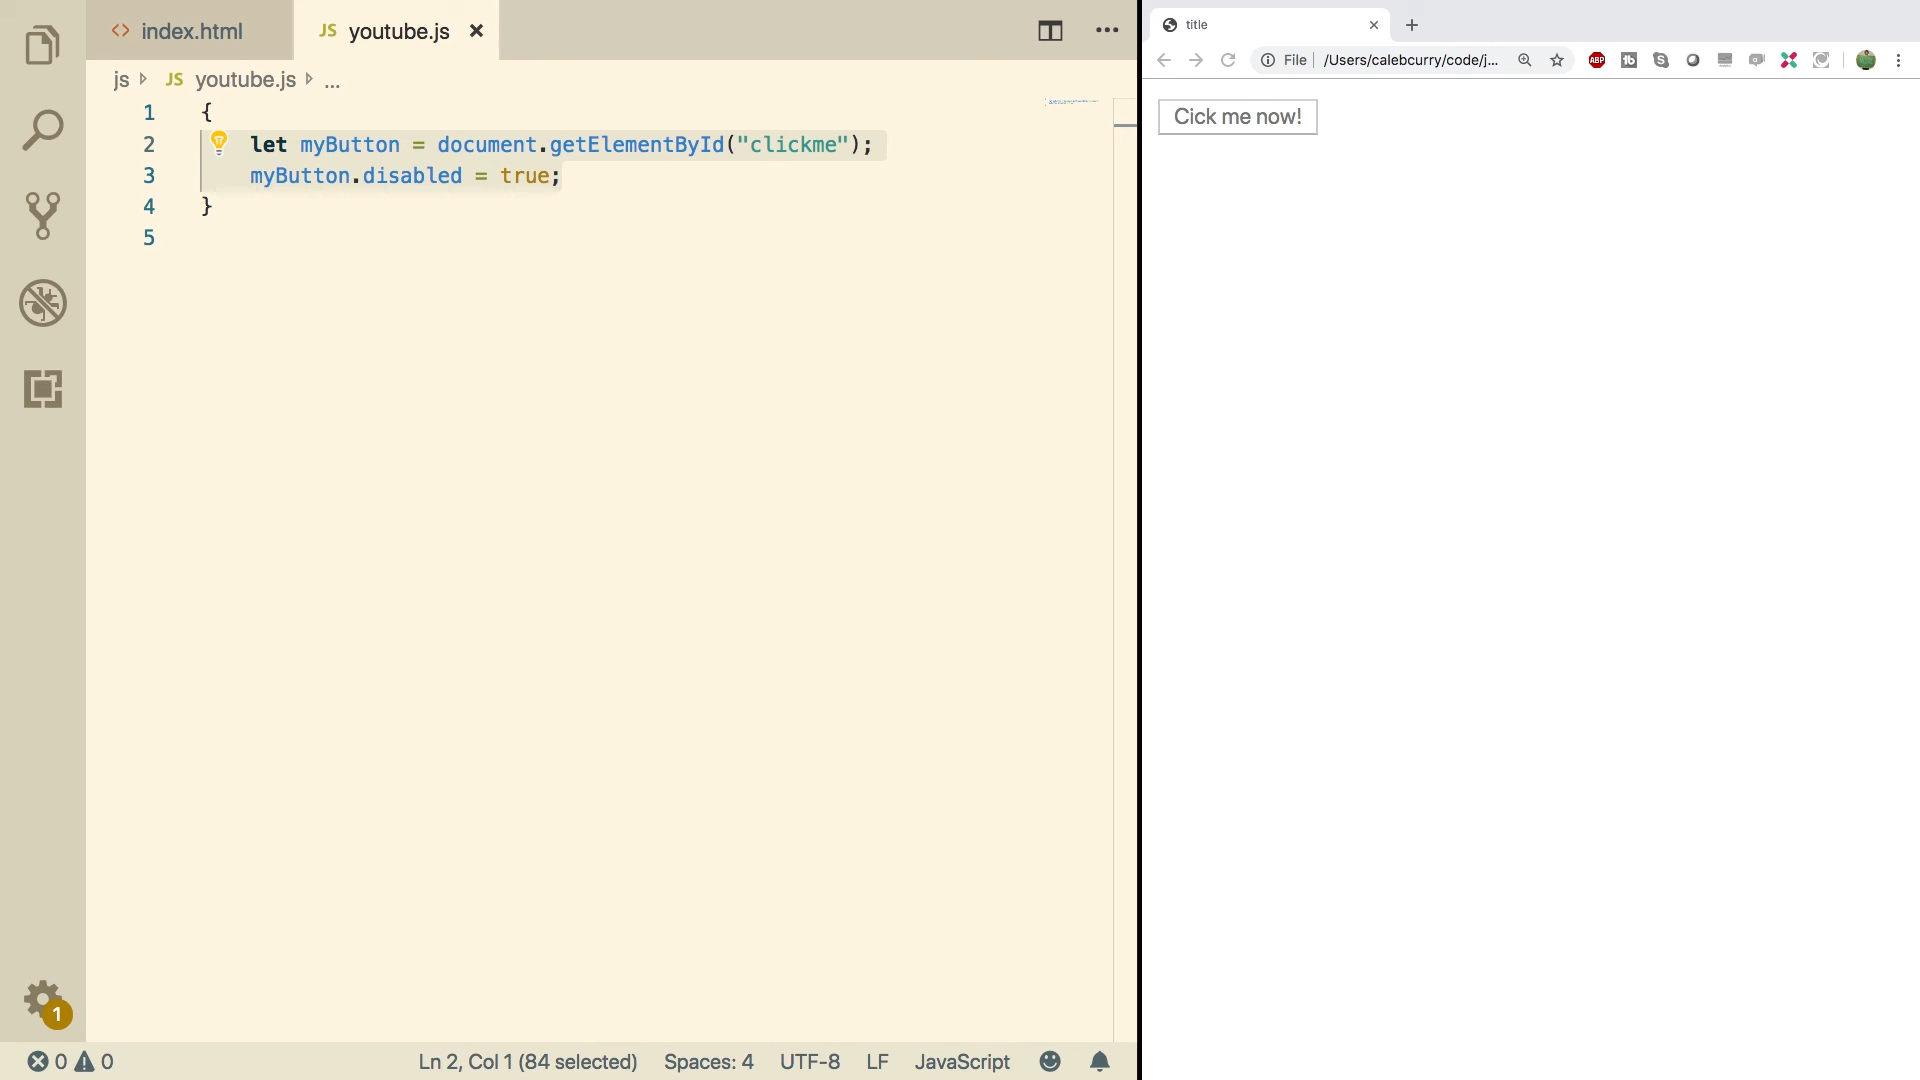 <> index.html
JS youtube.js ×
js JS youtube.js ...
1 {
2 let myButton = document.getElementById("clickme");
3 myButton.disabled = true;
4 }
5
1
0 0 Ln 2, Col 1 (84 selected) Spaces: 4 UTF-8 LF JavaScript
title
File /Users/calebcurry/code/j...
ABP
Cick me now!